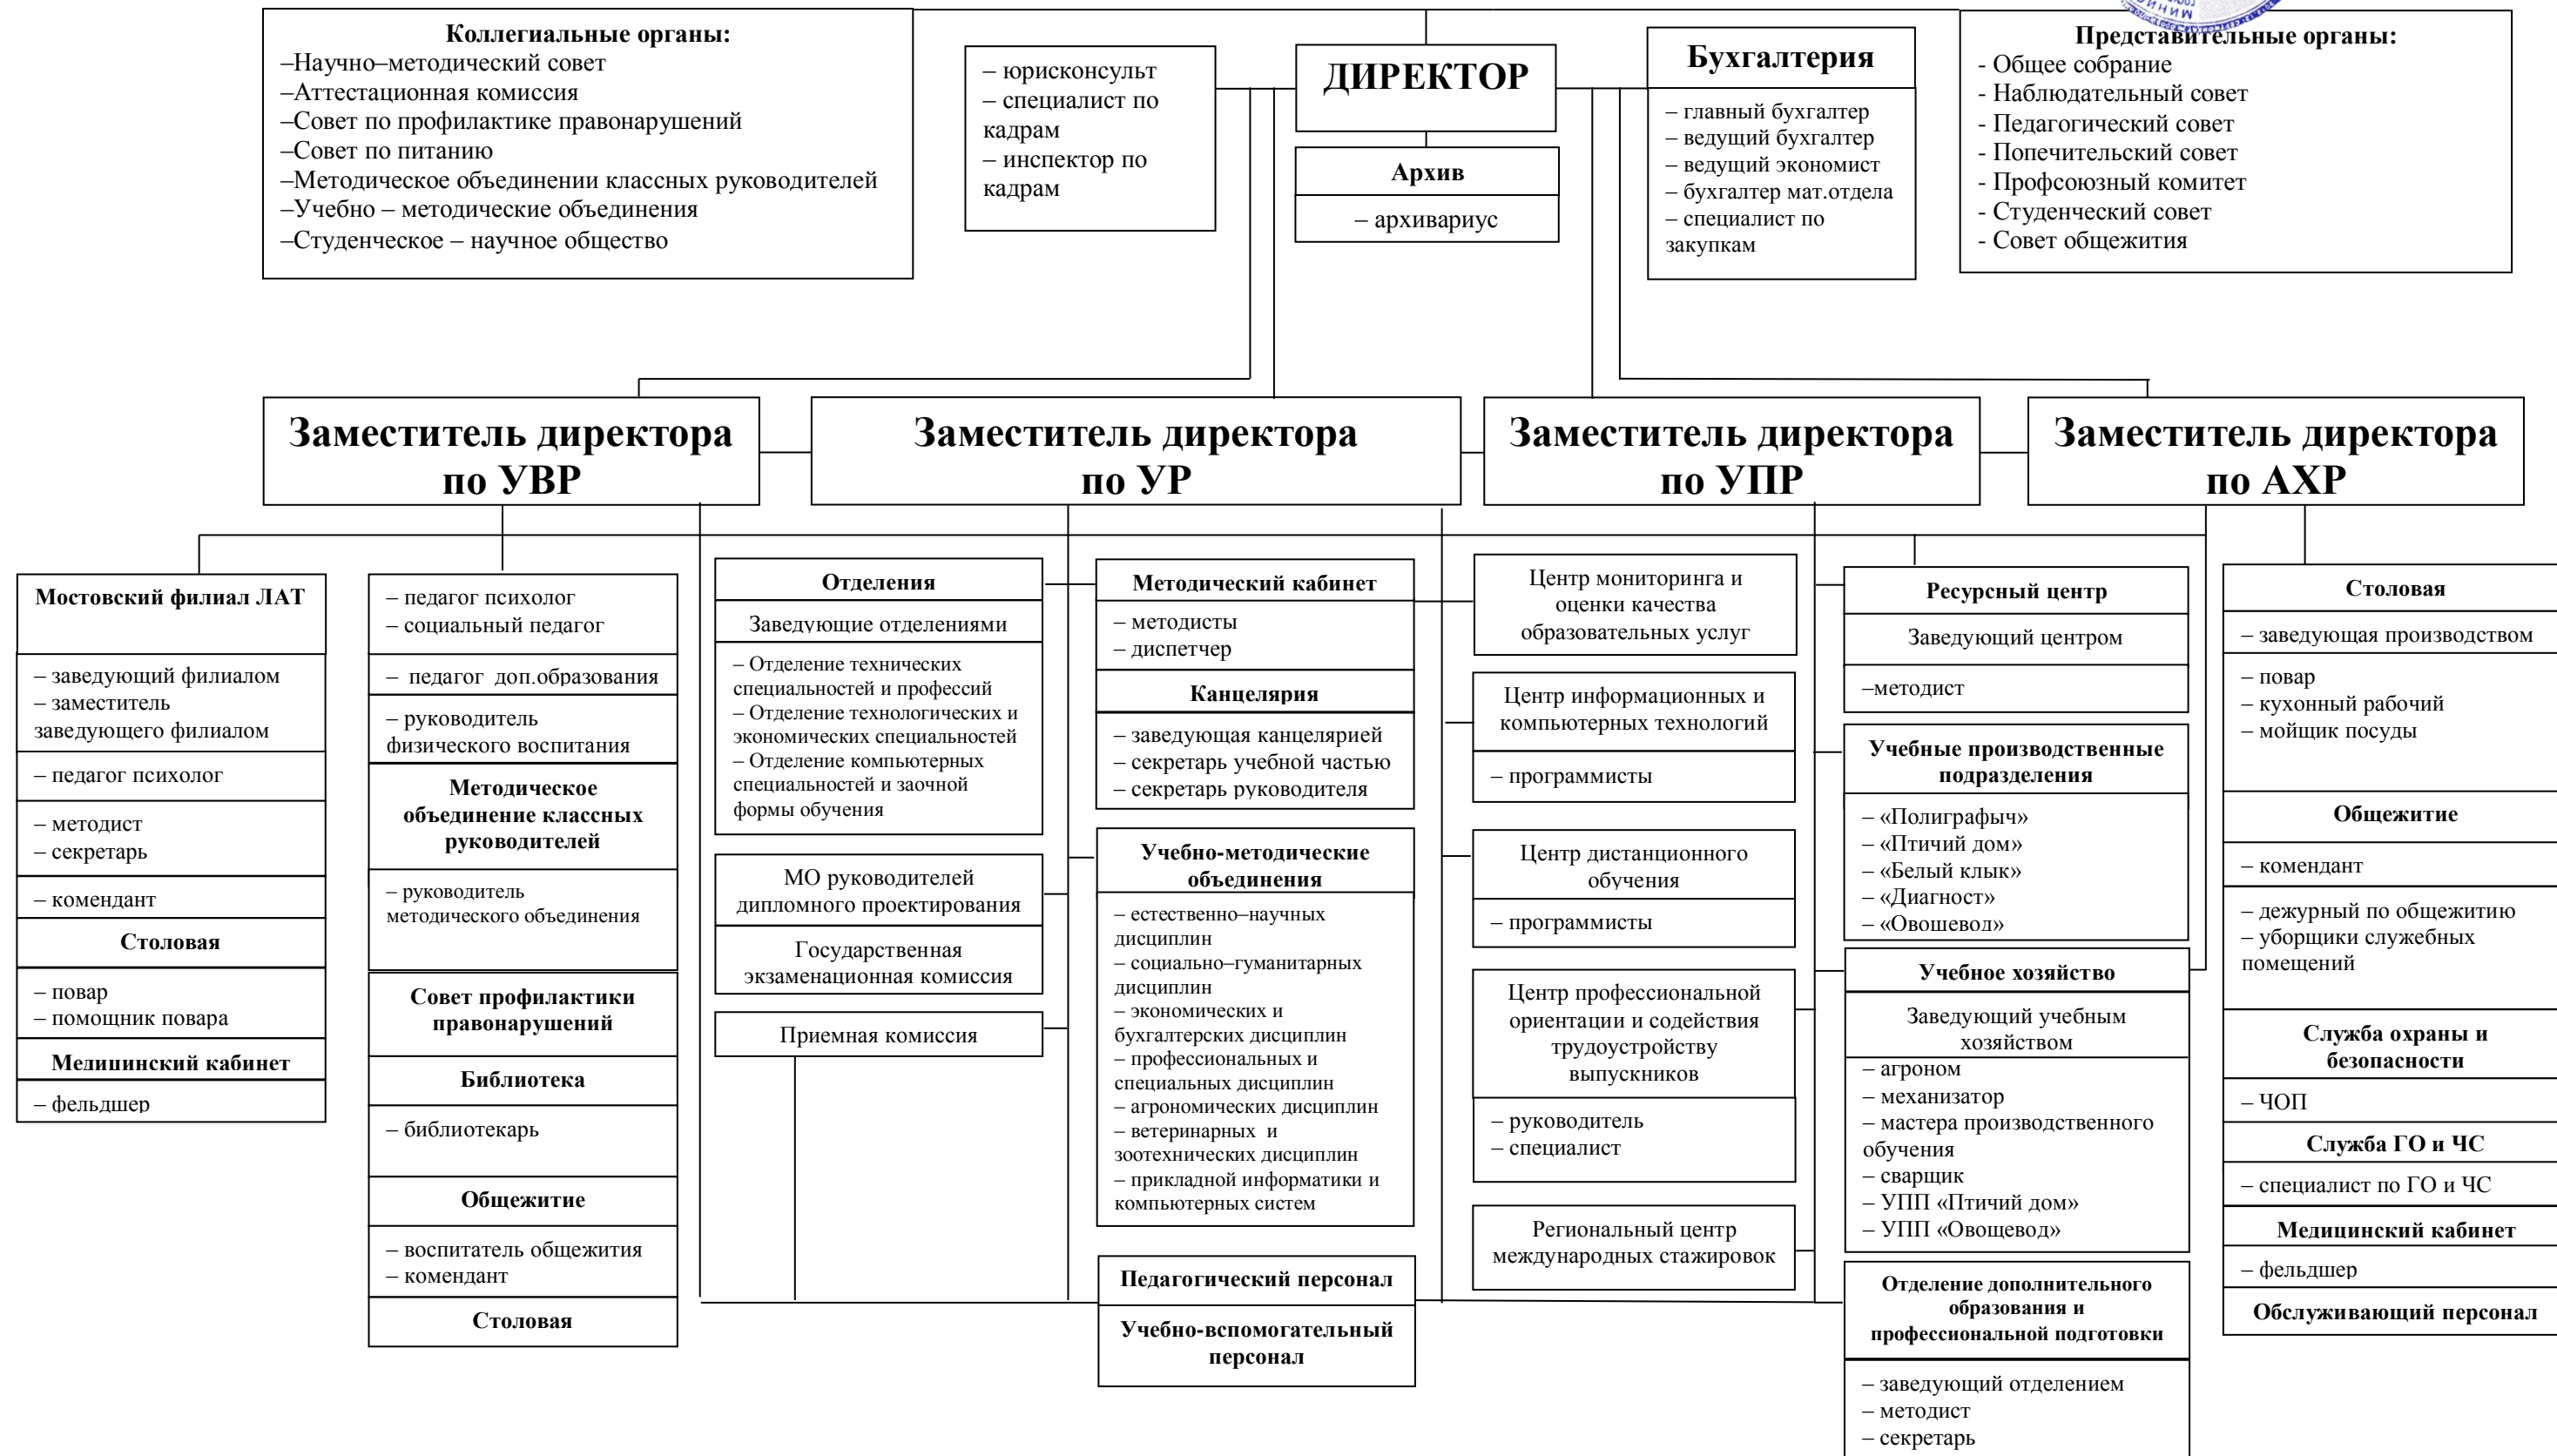 Коллегиальные органы:
–Научно–методический совет
–Аттестационная комиссия
–Совет по профилактике правонарушений
–Совет по питанию
–Методическое объединении классных руководителей
–Учебно – методические объединения
–Студенческое – научное общество
– юрисконсульт
– специалист по
кадрам
– инспектор по
кадрам
ДИРЕКТОР
Архив
– архивариус
Бухгалтерия
– главный бухгалтер
– ведущий бухгалтер
– ведущий экономист
– бухгалтер мат.отдела
– специалист по
закупкам
Представительные органы:
- Общее собрание
- Наблюдательный совет
- Педагогический совет
- Попечительский совет
- Профсоюзный комитет
- Студенческий совет
- Совет общежития
Заместитель директора
по УВР
Заместитель директора
по УР
Заместитель директора
по УПР
Заместитель директора
по АХР
Мостовский филиал ЛАТ
– заведующий филиалом
– заместитель
заведующего филиалом
– педагог психолог
– методист
– секретарь
– комендант
Столовая
– повар
– помощник повара
Медицинский кабинет
– фельдшер
– педагог психолог
– социальный педагог
– педагог доп.образования
– руководитель
физического воспитания
Методическое
объединение классных
руководителей
– руководитель
методического объединения
Совет профилактики
правонарушений
Библиотека
– библиотекарь
Общежитие
– воспитатель общежития
– комендант
Столовая
Отделения
Заведующие отделениями
– Отделение технических
специальностей и профессий
– Отделение технологических и
экономических специальностей
– Отделение компьютерных
специальностей и заочной
формы обучения
МО руководителей
дипломного проектирования
Государственная
экзаменационная комиссия
Приемная комиссия
Методический кабинет
– методисты
– диспетчер
Канцелярия
– заведующая канцелярией
– секретарь учебной частью
– секретарь руководителя
Учебно-методические
объединения
– естественно–научных
дисциплин
– социально–гуманитарных
дисциплин
– экономических и
бухгалтерских дисциплин
– профессиональных и
специальных дисциплин
– агрономических дисциплин
– ветеринарных и
зоотехнических дисциплин
– прикладной информатики и
компьютерных систем
Педагогический персонал
Учебно-вспомогательный
персонал
Центр мониторинга и
оценки качества
образовательных услуг
Центр информационных и
компьютерных технологий
– программисты
Центр дистанционного
обучения
– программисты
Центр профессиональной
ориентации и содействия
трудоустройству
выпускников
– руководитель
– специалист
Региональный центр
международных стажировок
Ресурсный центр
Заведующий центром
–методист
Учебные производственные
подразделения
– «Полиграфыч»
– «Птичий дом»
– «Белый клык»
– «Диагност»
– «Овощевод»
Учебное хозяйство
Заведующий учебным
хозяйством
– агроном
– механизатор
– мастера производственного
обучения
– сварщик
– УПП «Птичий дом»
– УПП «Овощевод»
Отделение дополнительного
образования и
профессиональной подготовки
– заведующий отделением
– методист
– секретарь
Столовая
– заведующая производством
– повар
– кухонный рабочий
– мойщик посуды
Общежитие
– комендант
– дежурный по общежитию
– уборщики служебных
помещений
Служба охраны и
безопасности
– ЧОП
Служба ГО и ЧС
– специалист по ГО и ЧС
Медицинский кабинет
– фельдшер
Обслуживающий персонал